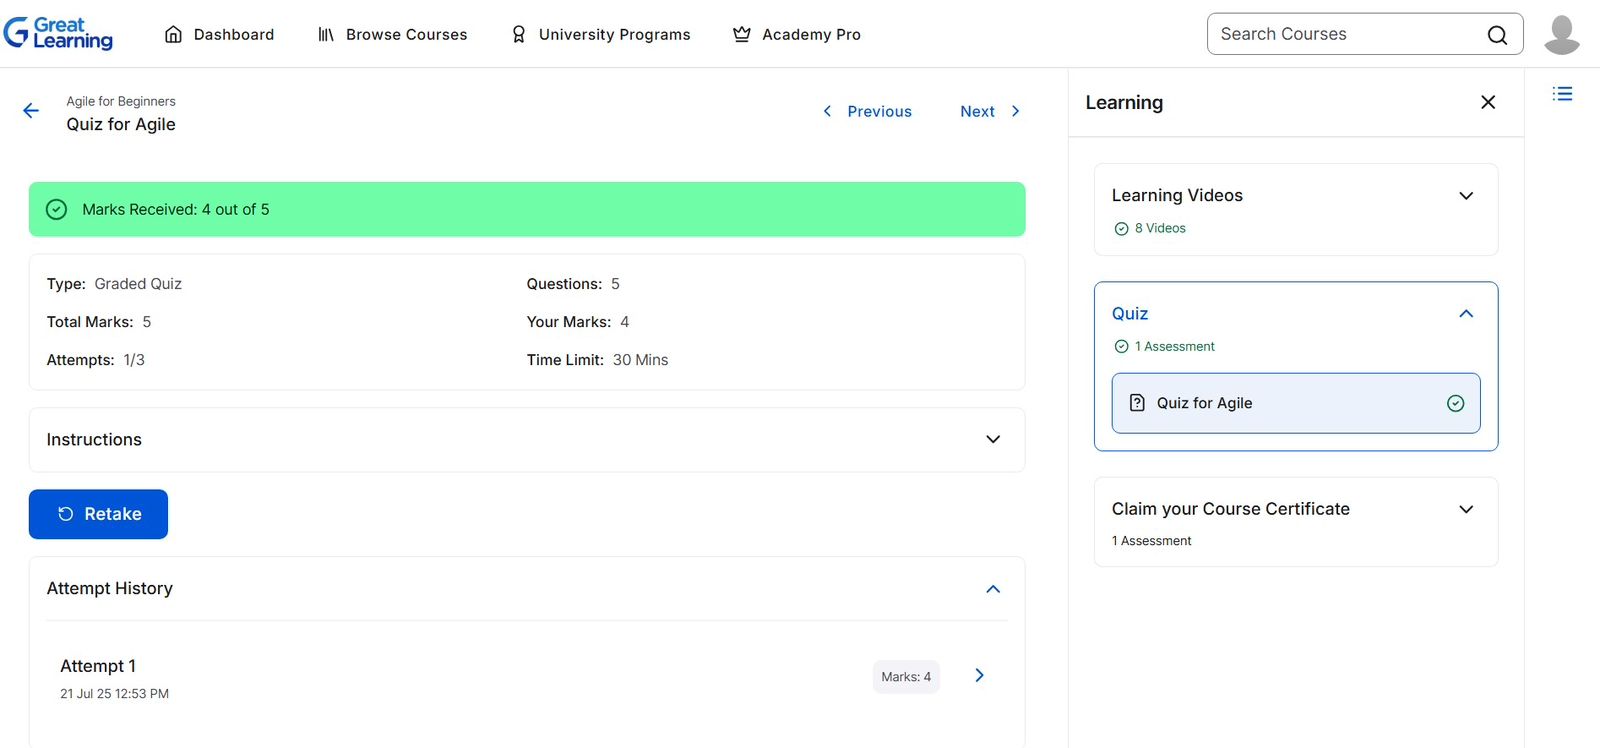 Great Learning
Dashboard
Browse Courses
University Programs
Academy Pro
Search Courses
Agile for Beginners
Quiz for Agile
Previous
Next
Marks Received: 4 out of 5
Type: Graded Quiz
Questions: 5
Total Marks: 5
Your Marks: 4
Attempts: 1/3
Time Limit: 30 Mins
Instructions
Retake
Attempt History
Attempt 1
21 Jul 25 12:53 PM
Marks: 4
Learning
Learning Videos
8 Videos
Quiz
1 Assessment
Quiz for Agile
Claim your Course Certificate
1 Assessment